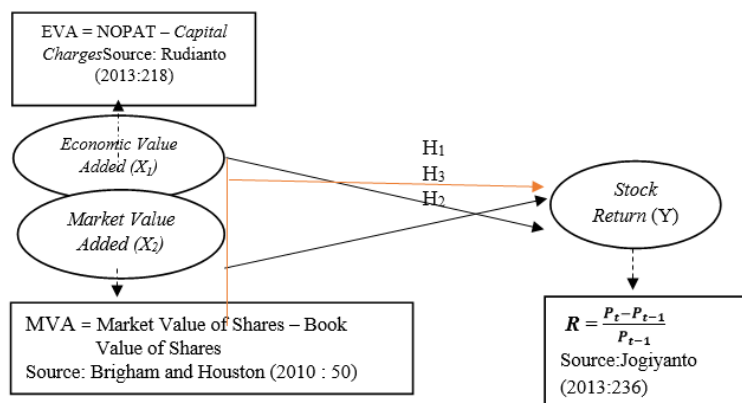 EVA = NOPAT – Capital
ChargesSource: Rudianto
(2013:218)
Economic Value
Added (X₁)
Market Value
Added (X₂)
H₁
H₃
H₂
Stock
Return (Y)
MVA = Market Value of Shares – Book
Value of Shares
Source: Brigham and Houston (2010 : 50)
R = (Pₜ−Pₜ₋₁)/Pₜ₋₁
Source:Jogiyanto
(2013:236)